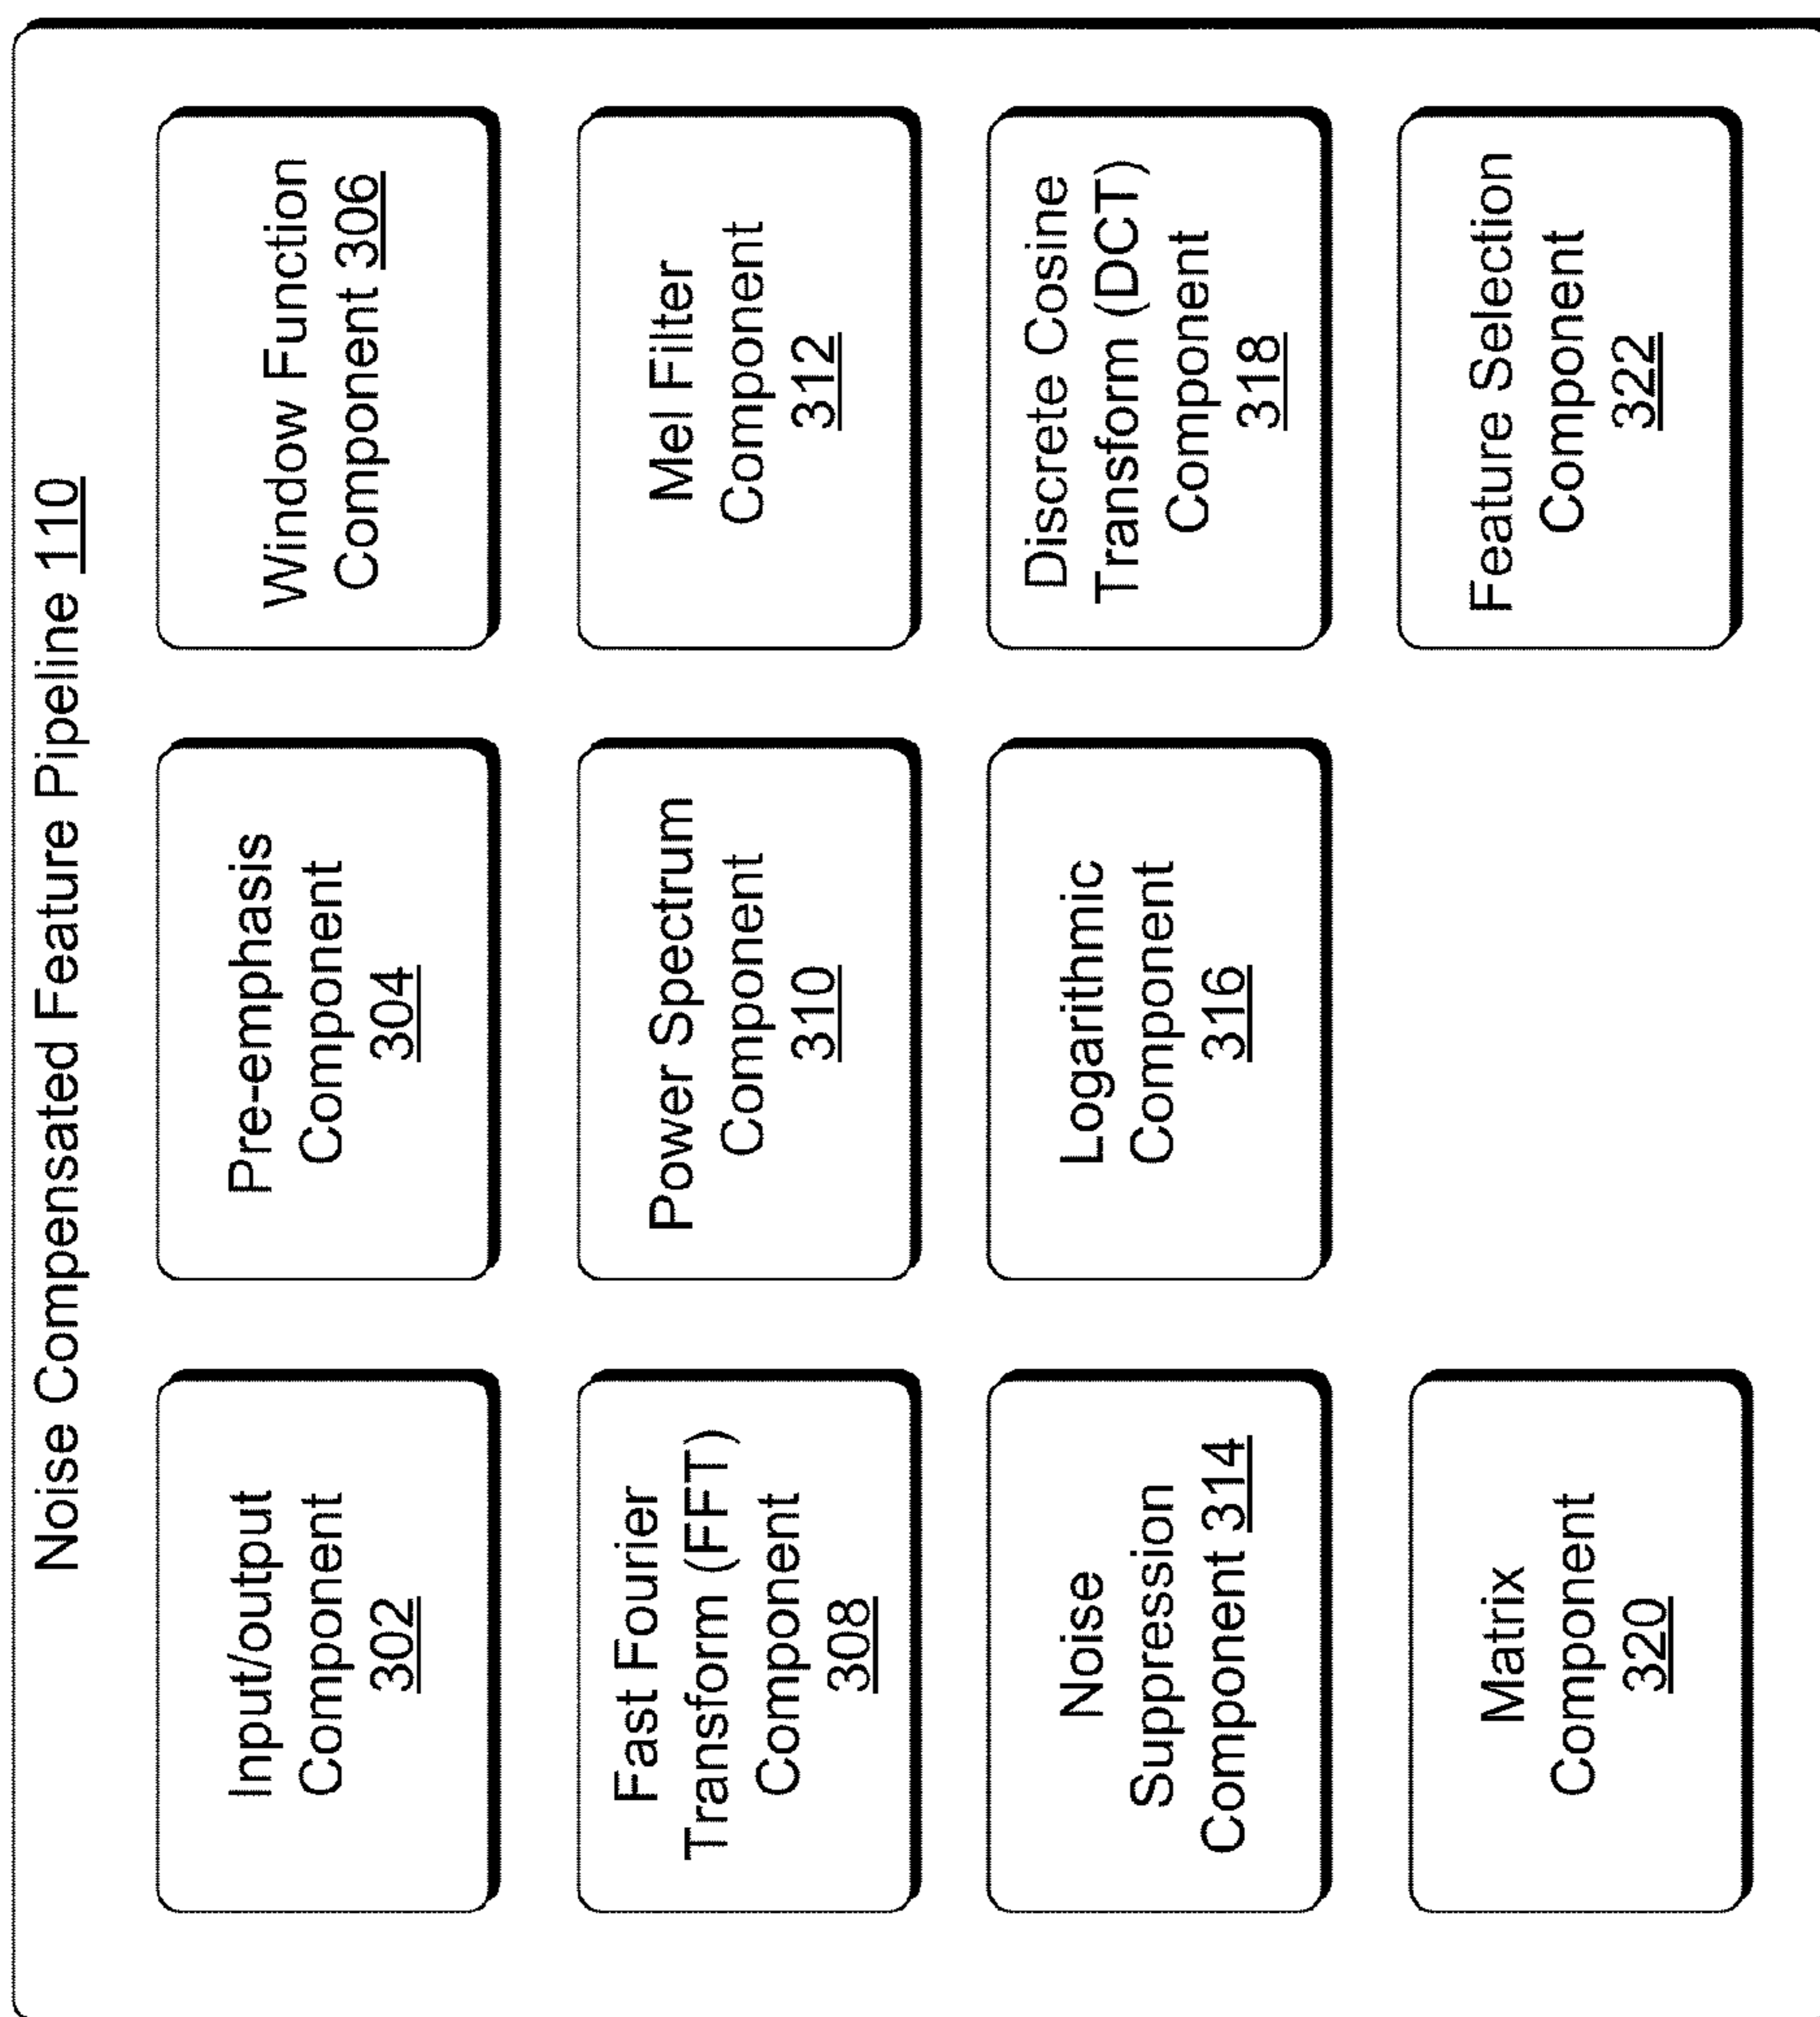 Noise Compensated Feature Pipeline 110
Input/output
Component
302
Pre-emphasis
Component
304
Window Function
Component 306
Fast Fourier
Transform (FFT)
Component
308
Power Spectrum
Component
310
Mel Filter
Component
312
Noise
Suppression
Component 314
Logarithmic
Component
316
Discrete Cosine
Transform (DCT)
Component
318
Matrix
Component
320
Feature Selection
Component
322